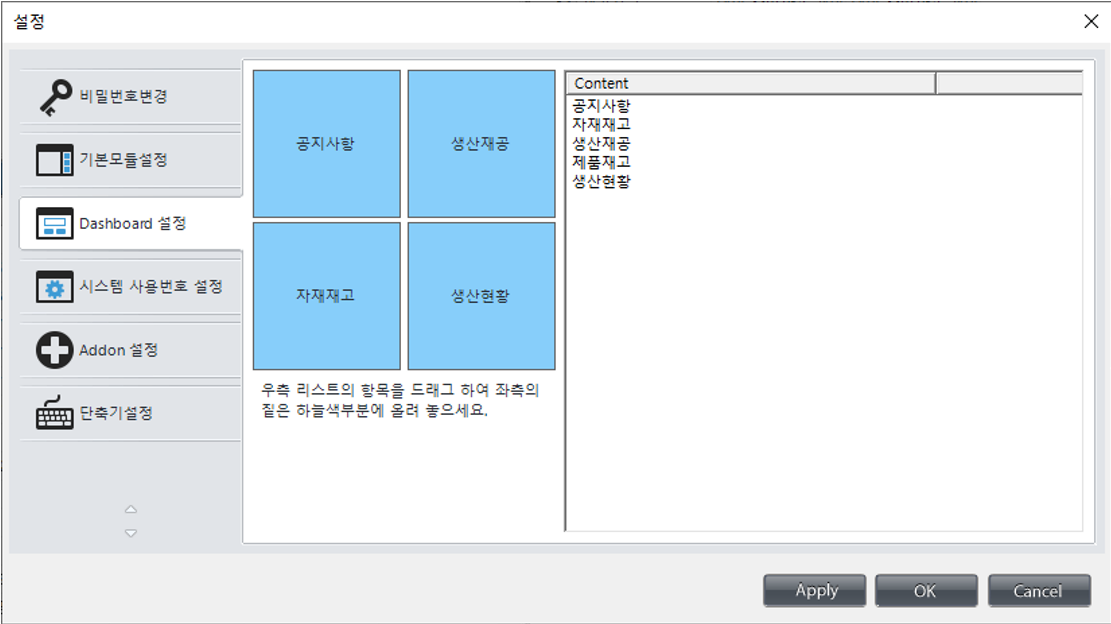 설정
비밀번호변경
기본모듈설정
Dashboard 설정
시스템 사용번호 설정
Addon 설정
단축기설정
공지사항
생산재공
자재재고
생산현황
우측 리스트의 항목을 드래그 하여 좌측의
짙은 하늘색부분에 올려 놓으세요.
Content
공지사항
자재재고
생산재공
제품재고
생산현황
Apply
OK
Cancel